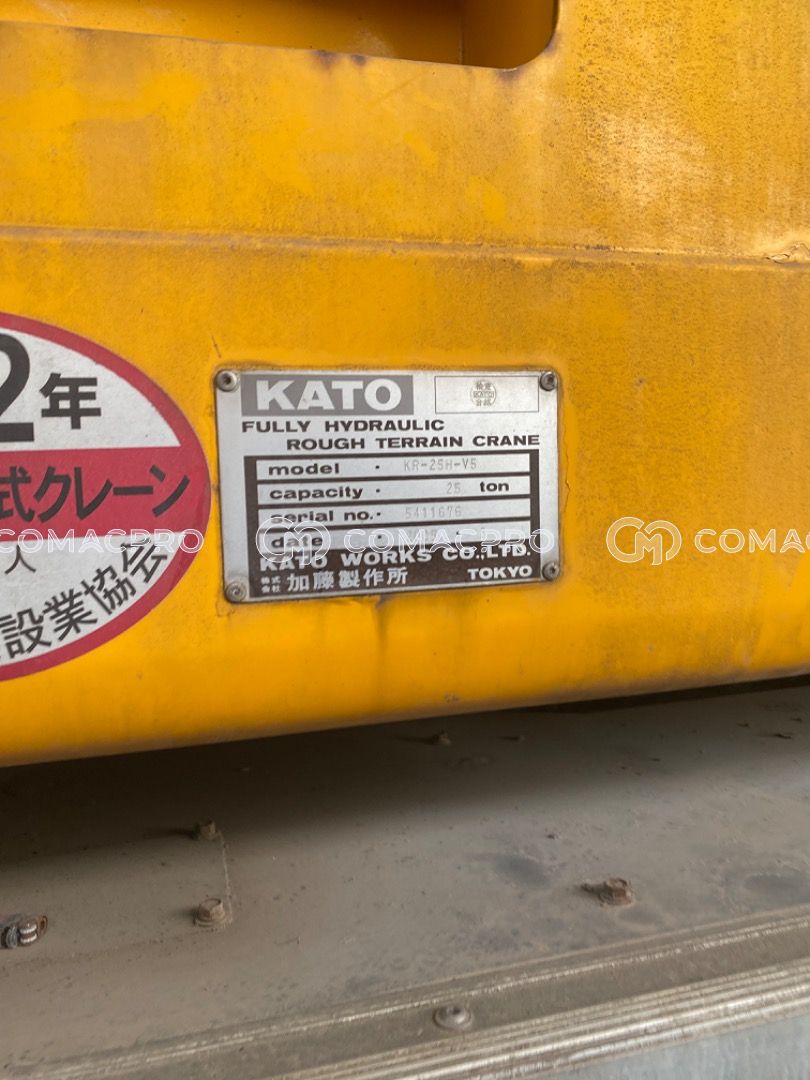 2年
式クレーン
人
設業協会
KATO
KATO
FULLY HYDRAULIC
ROUGH TERRAIN CRANE
model · KR-25H-V5
capacity · 25 ton
serial no. · 5411676
date
KATO WORKS CO.,LTD.
株式会社 加藤製作所 TOKYO
COMACPRO
COMACPRO